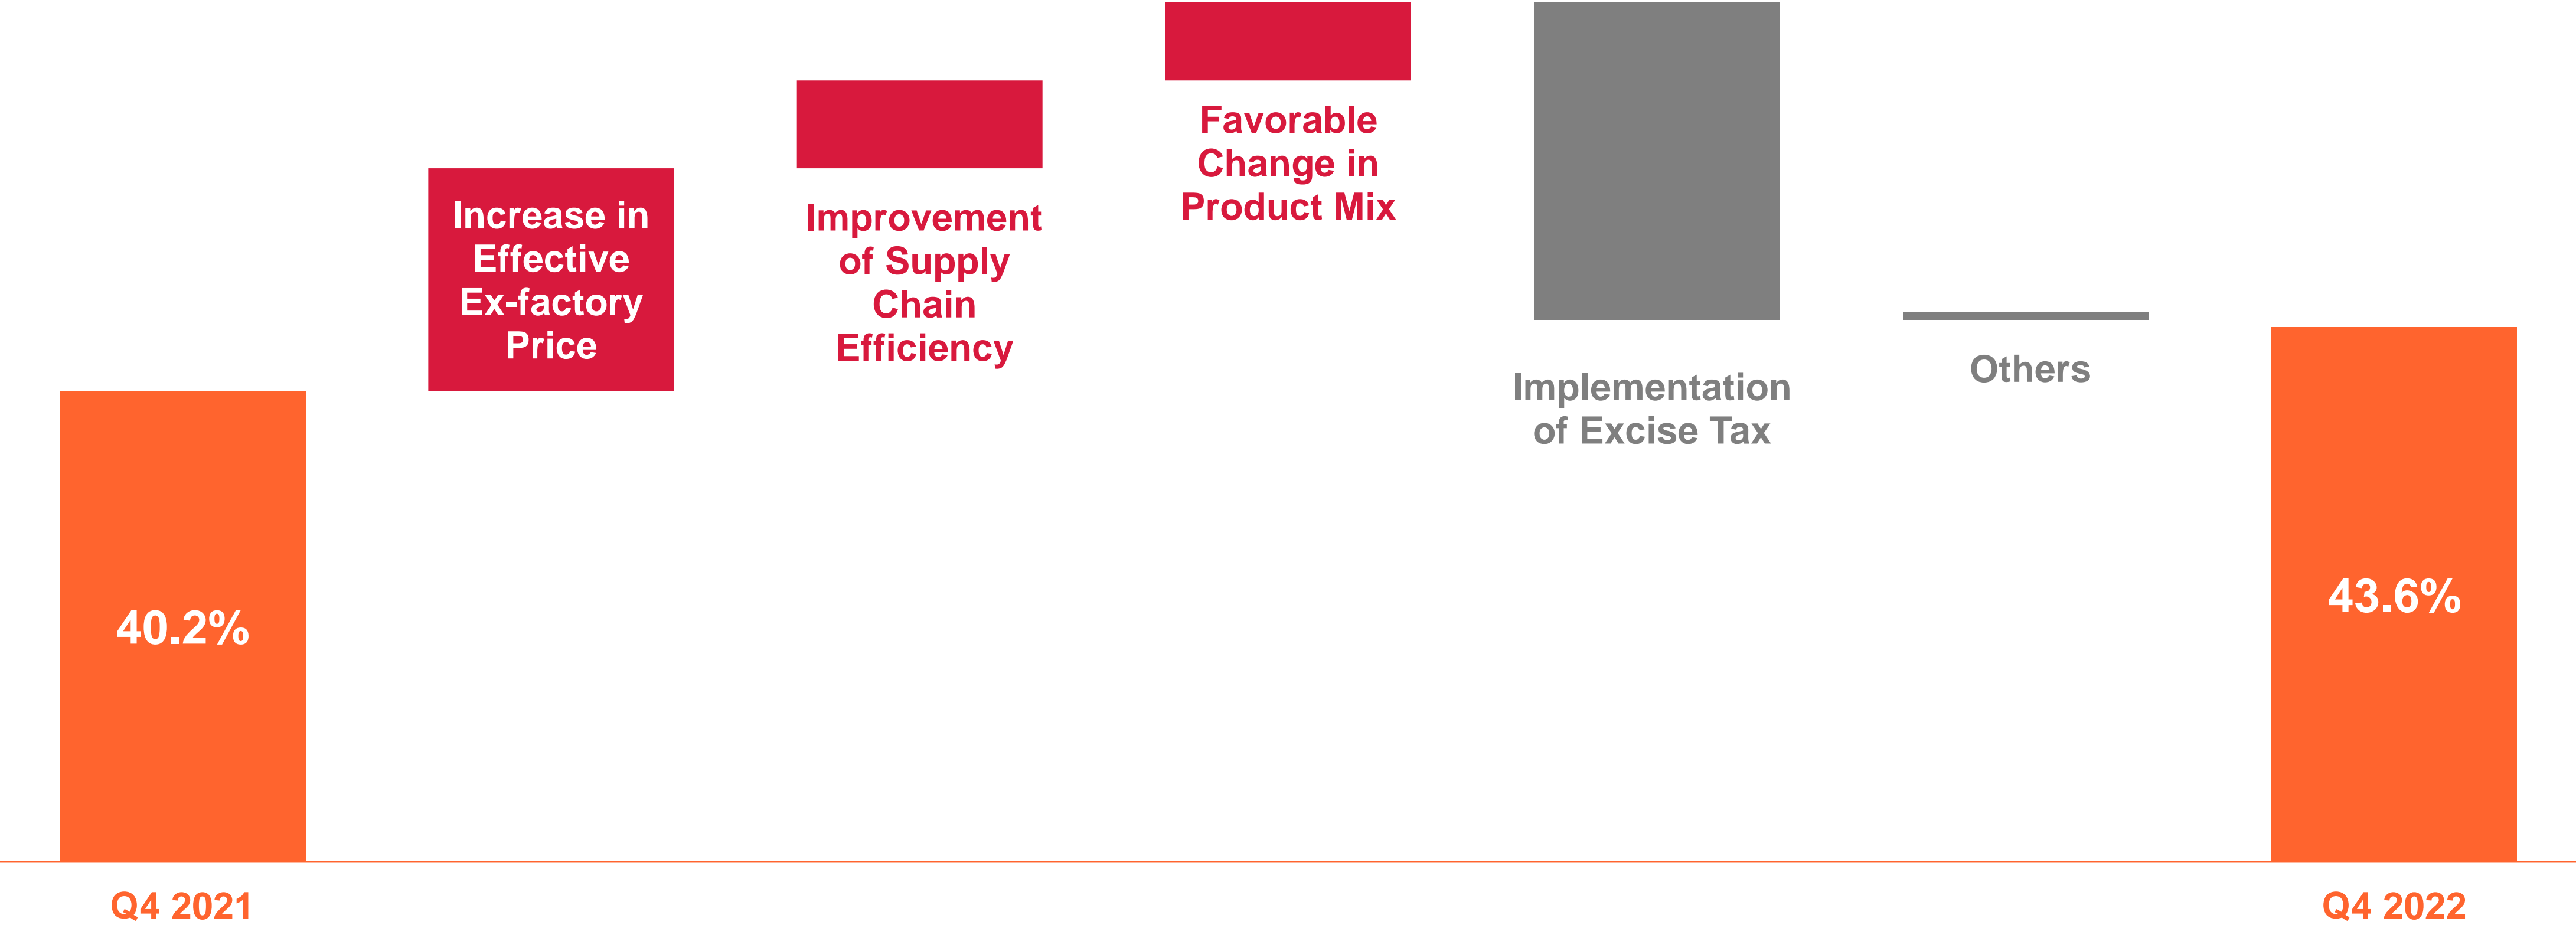 Increase in
Effective
Ex-factory
Price
Improvement
of Supply
Chain
Efficiency
Favorable
Change in
Product Mix
Implementation
of Excise Tax
Others
40.2%
43.6%
Q4 2021
Q4 2022